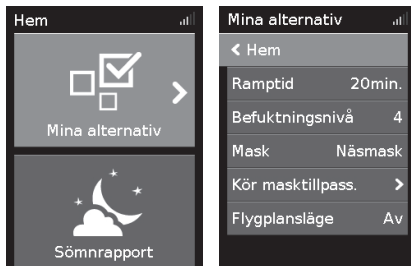 Hem
Mina alternativ
Sömnrapport
Mina alternativ
Hem
Ramptid 20min.
Befuktningsnivå 4
Mask Näsmask
Kör masktillpass.
Flygplansläge Av